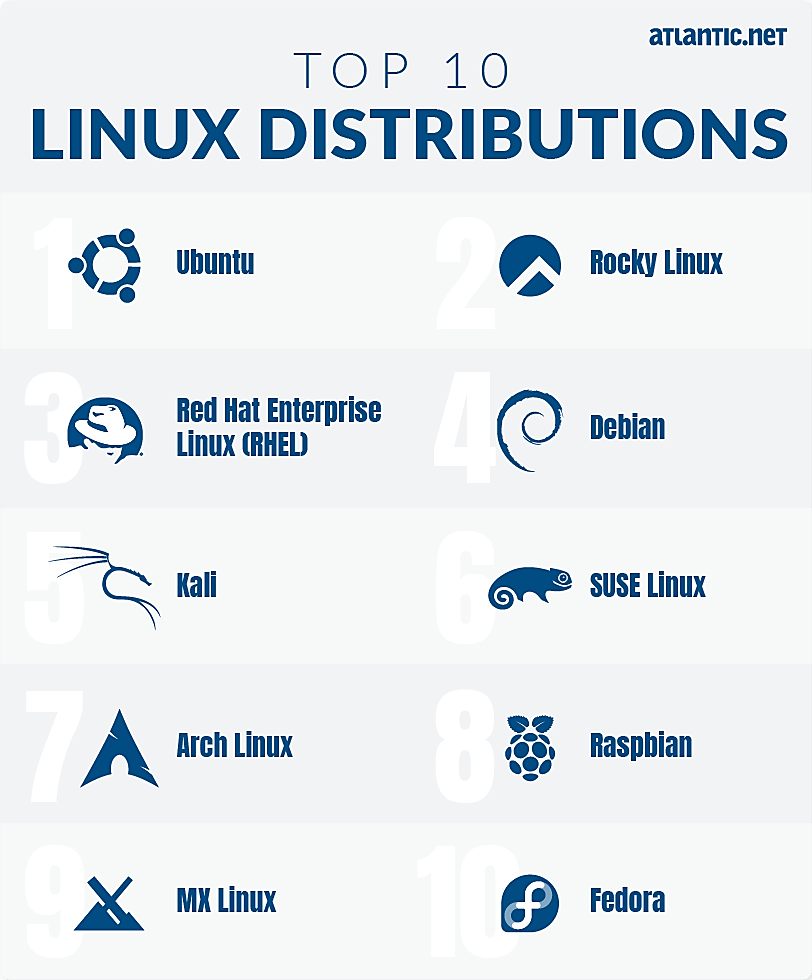 atlantic.net
TOP 10
LINUX DISTRIBUTIONS
1 Ubuntu
2 Rocky Linux
3 Red Hat Enterprise
Linux (RHEL)
4 Debian
5 Kali
6 SUSE Linux
7 Arch Linux
8 Raspbian
9 MX Linux
10 Fedora